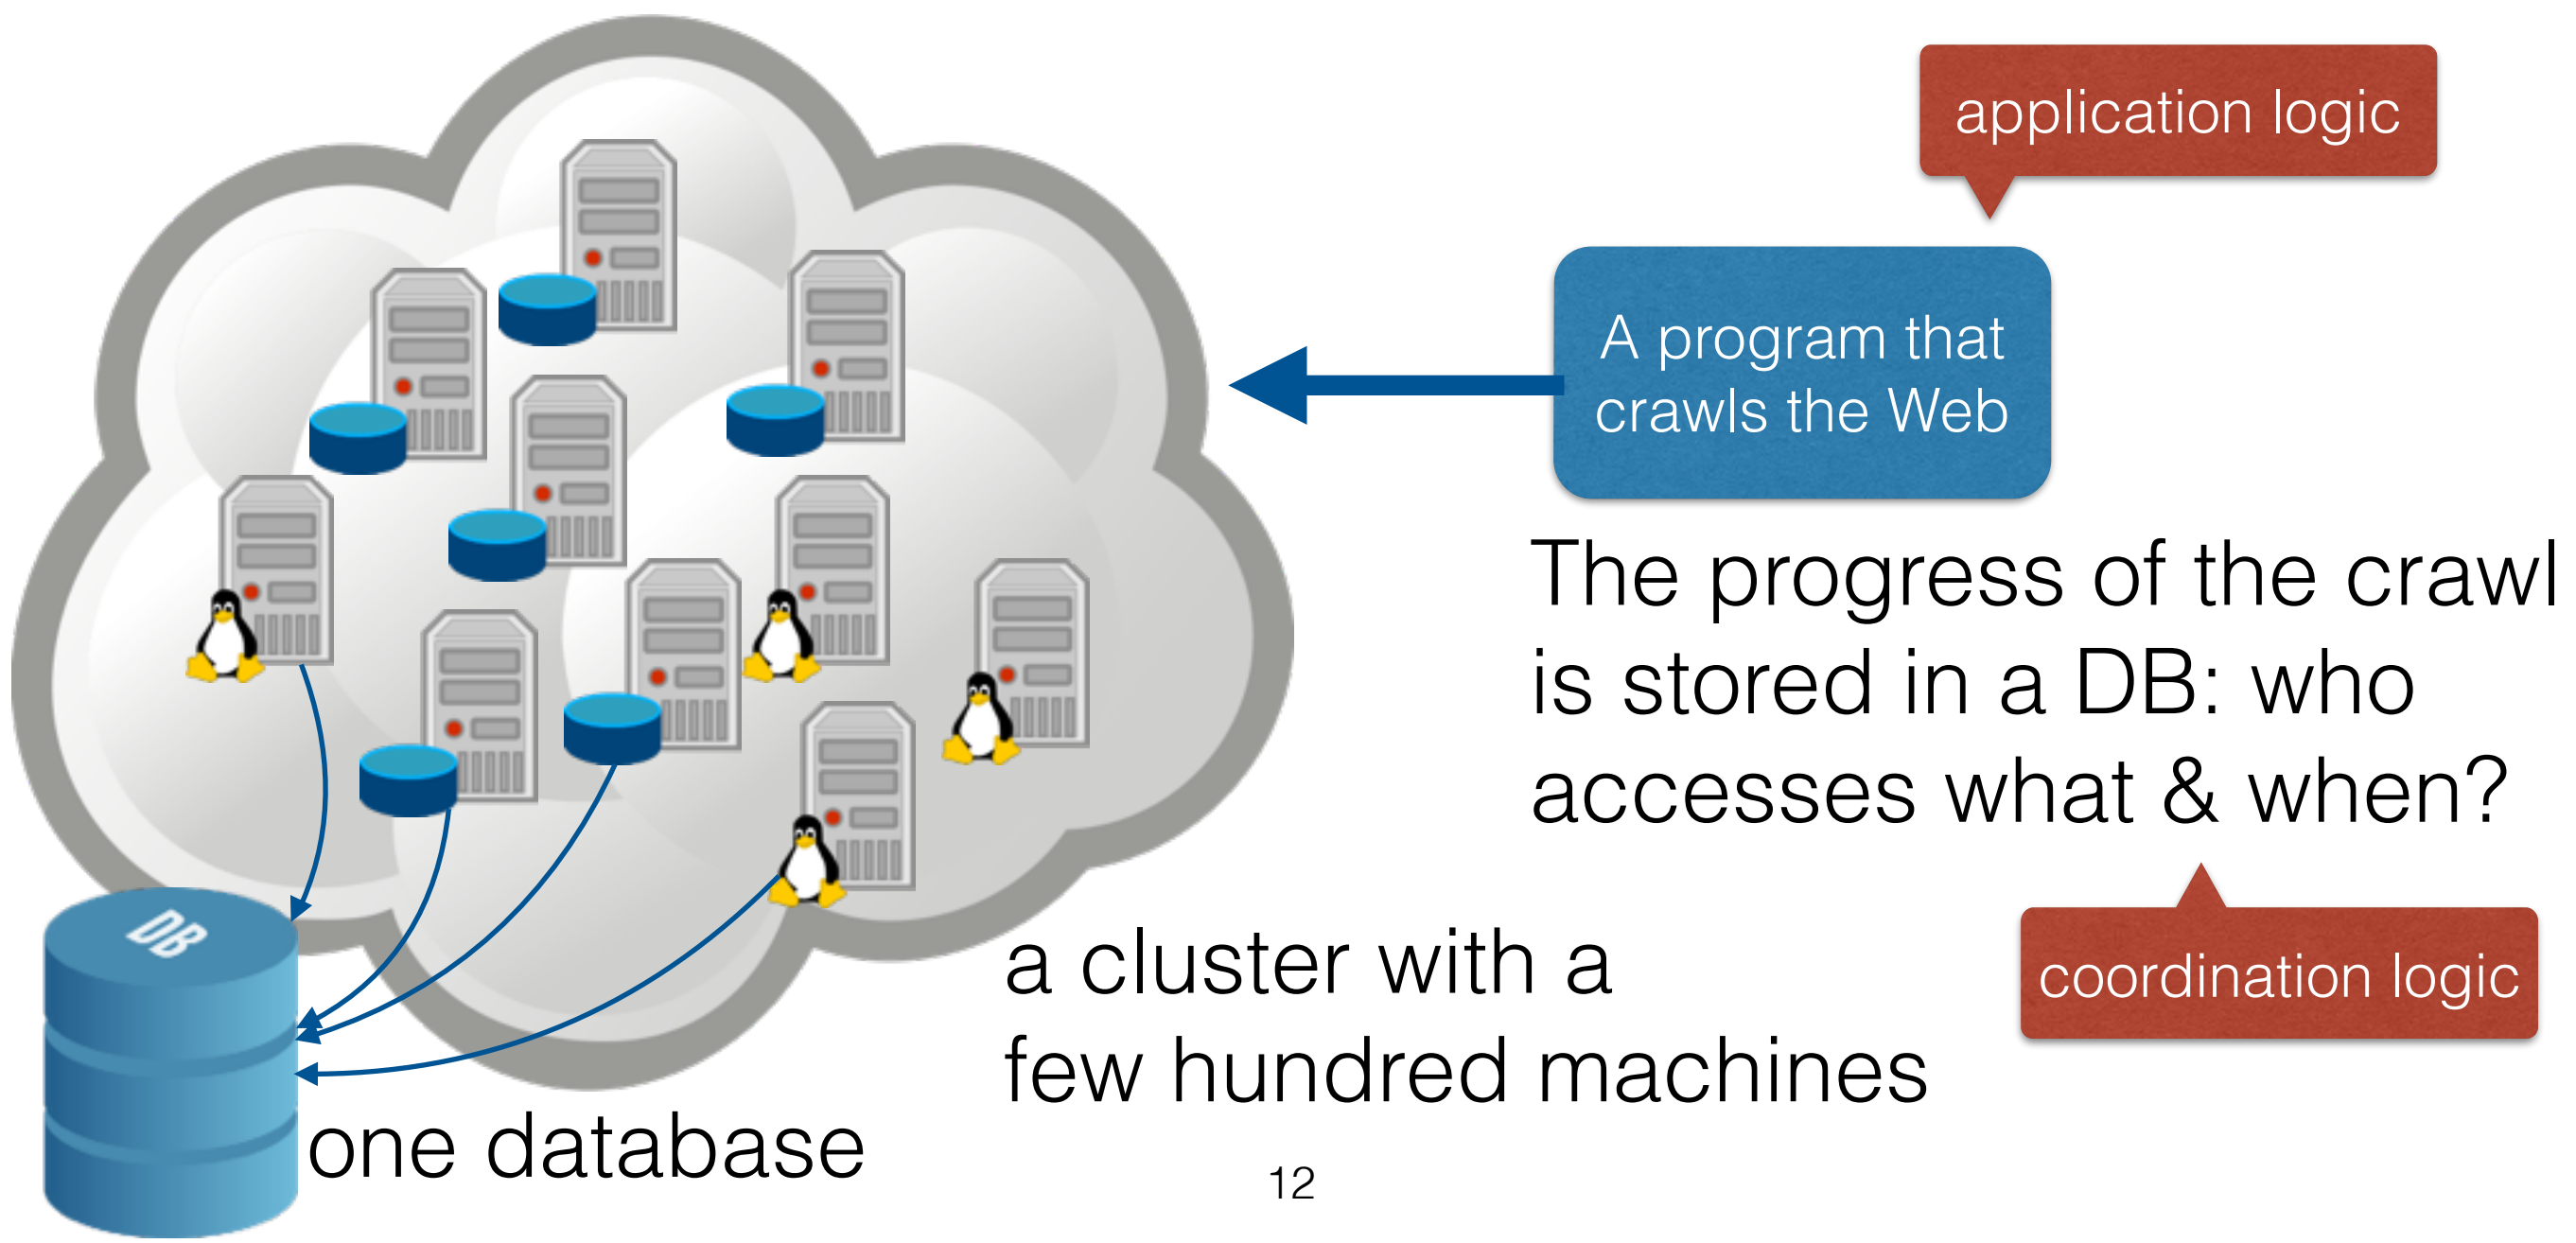 application logic
A program that
crawls the Web
The progress of the crawl
is stored in a DB: who
accesses what & when?
coordination logic
DB
a cluster with a
few hundred machines
one database
12